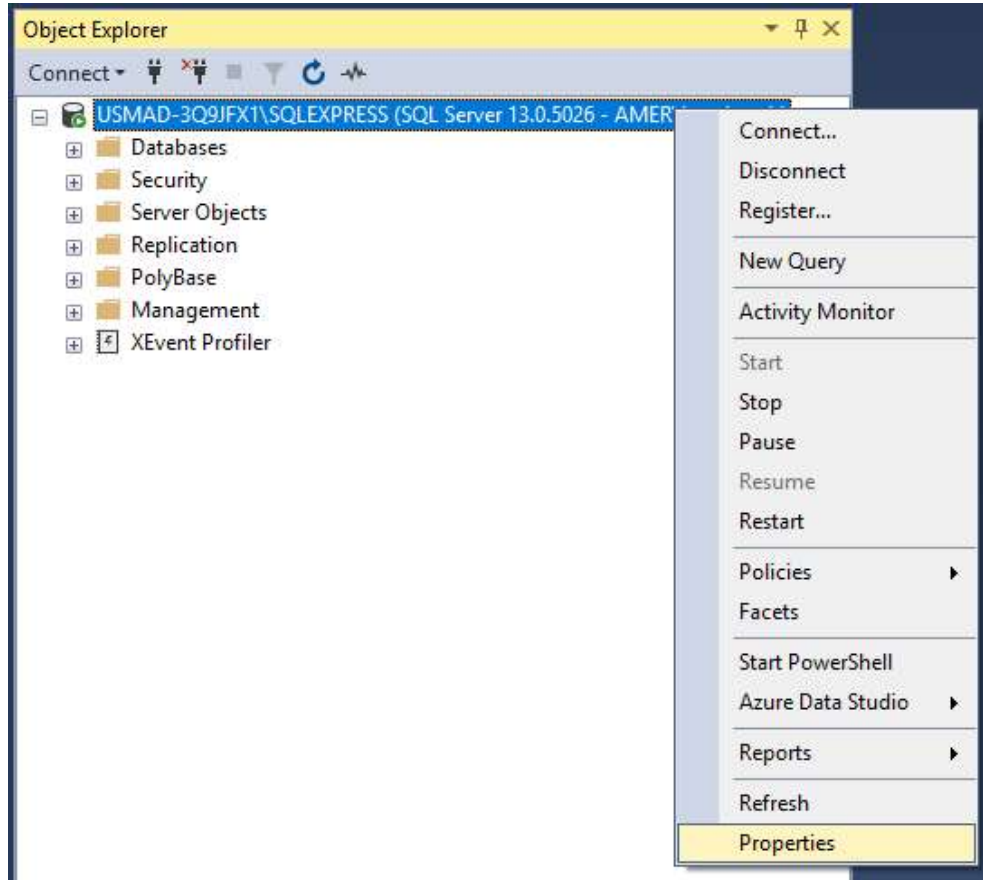 Object Explorer
Connect
USMAD-3Q9JFX1\SQLEXPRESS (SQL Server 13.0.5026 - AMER
Databases
Security
Server Objects
Replication
PolyBase
Management
XEvent Profiler
Connect...
Disconnect
Register...
New Query
Activity Monitor
Start
Stop
Pause
Resume
Restart
Policies
Facets
Start PowerShell
Azure Data Studio
Reports
Refresh
Properties